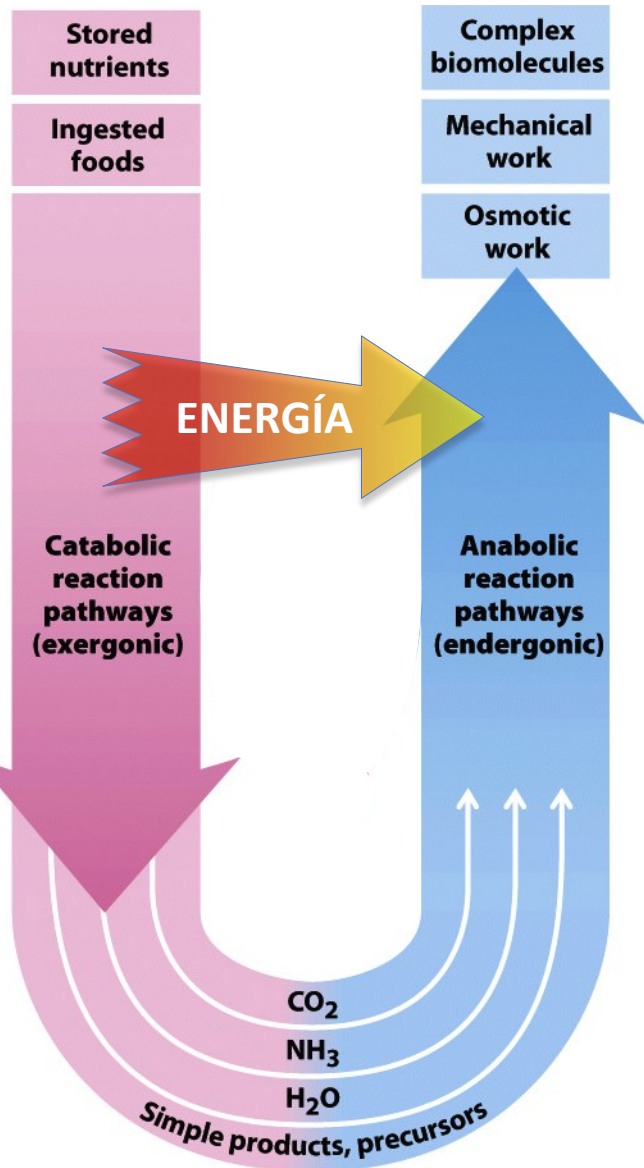 Stored
nutrients
Ingested
foods
Catabolic
reaction
pathways
(exergonic)
ENERGÍA
Complex
biomolecules
Mechanical
work
Osmotic
work
Anabolic
reaction
pathways
(endergonic)
CO₂
NH₃
H₂O
Simple products, precursors